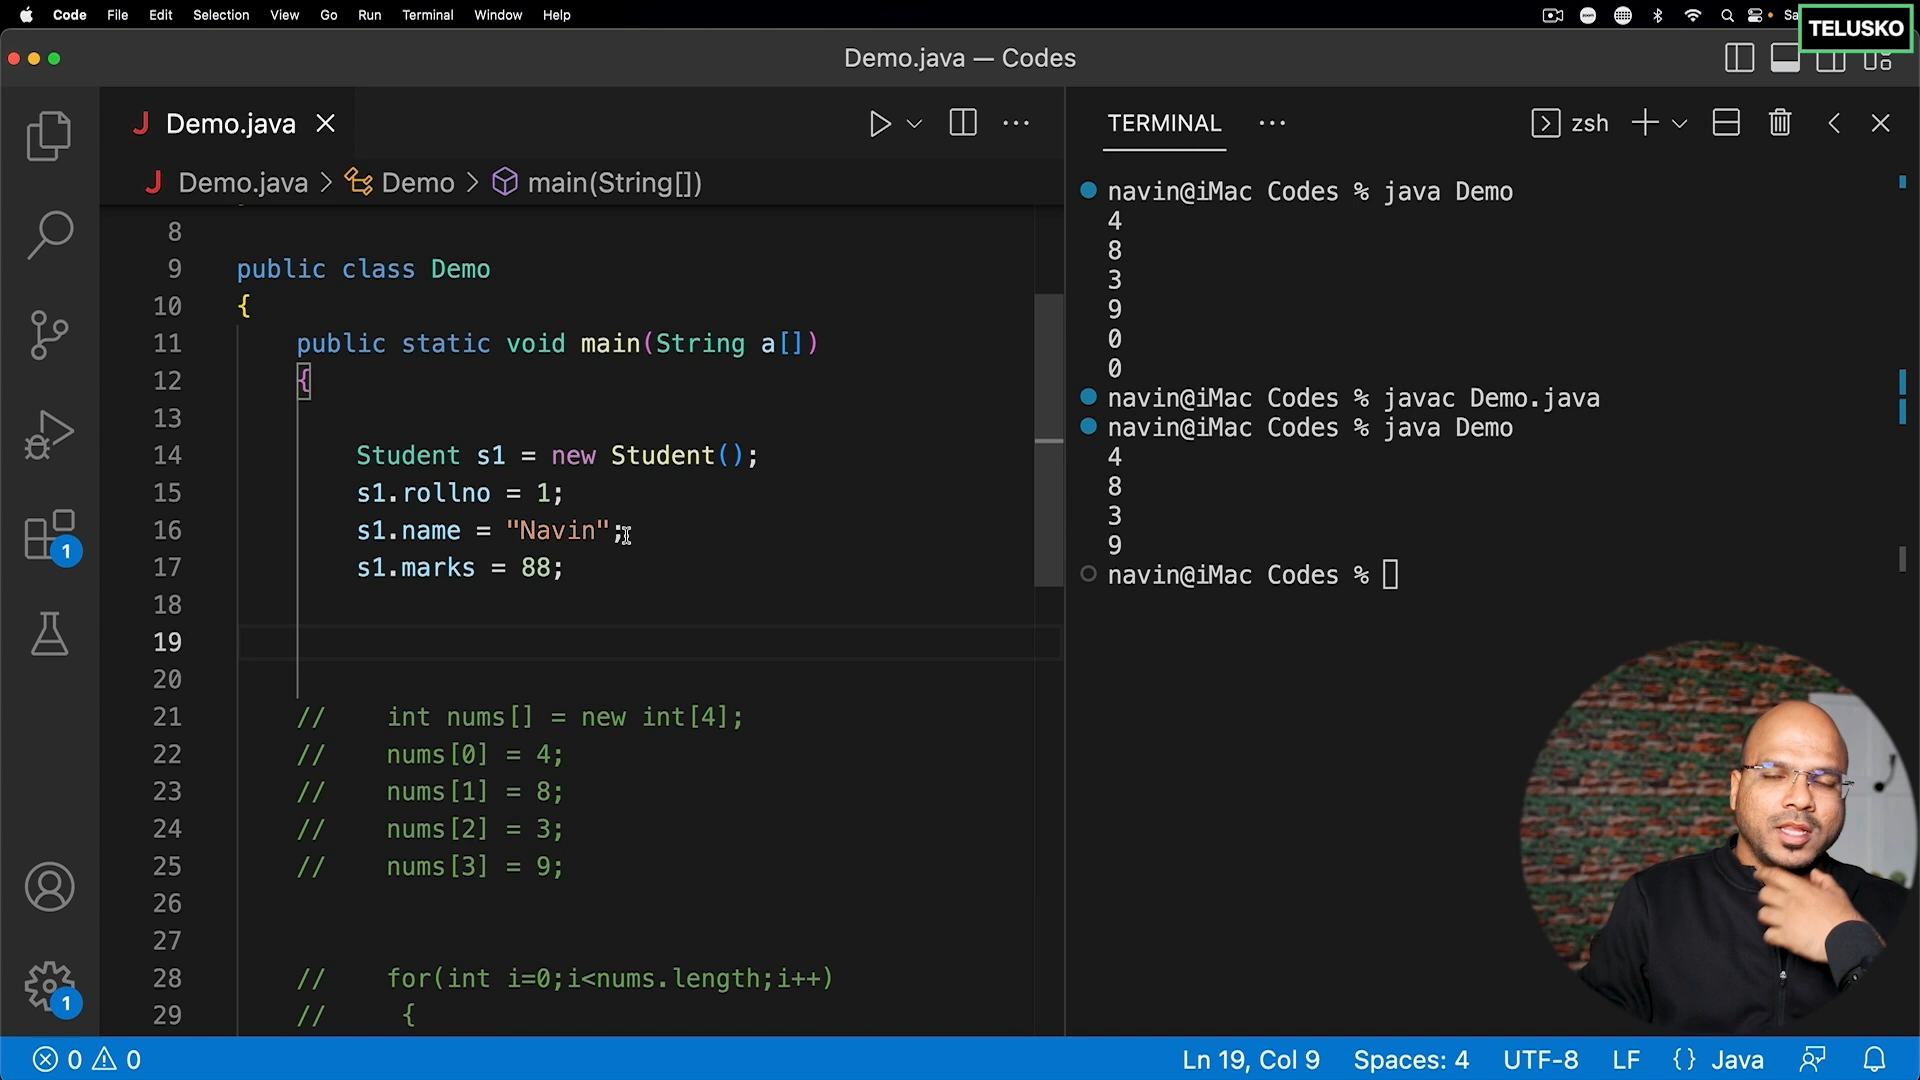 Code File Edit Selection View Go Run Terminal Window Help
zoom Sa
TELUSKO
Demo.java — Codes
Demo.java
Demo.java > Demo > main(String[])
8
9 public class Demo
10 {
11 public static void main(String a[])
12 {
13
14 Student s1 = new Student();
15 s1.rollno = 1;
16 s1.name = "Navin";
17 s1.marks = 88;
18
19
20
21 // int nums[] = new int[4];
22 // nums[0] = 4;
23 // nums[1] = 8;
24 // nums[2] = 3;
25 // nums[3] = 9;
26
27
28 // for(int i=0;i<nums.length;i++)
29 // {
TERMINAL
zsh
navin@iMac Codes % java Demo
4
8
3
9
0
0
navin@iMac Codes % javac Demo.java
navin@iMac Codes % java Demo
4
8
3
9
navin@iMac Codes %
1
1
0 0
Ln 19, Col 9 Spaces: 4 UTF-8 LF {} Java